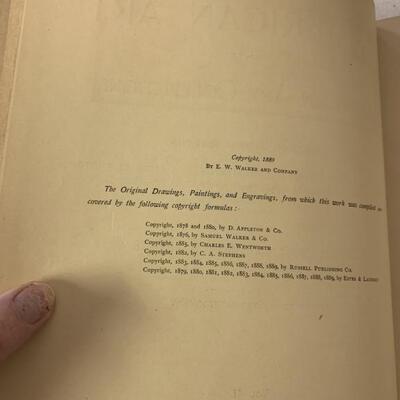 Copyright, 1889
By E. W. Walker and Company
The Original Drawings, Paintings, and Engravings, from which this work was compiled
covered by the following copyright formulas:
Copyright, 1878 and 1880, by D. Appleton & Co.
Copyright, 1876, by Samuel Walker & Co.
Copyright, 1885, by Charles E. Wentworth
Copyright, 1882, by C. A. Stephens
Copyright, 1883, 1884, 1885, 1886, 1887, 1888, 1889, by Russell Publishing Co.
Copyright, 1879, 1880, 1881, 1882, 1883, 1884, 1885, 1886, 1887, 1888, 1889, by Estes & Lauriat